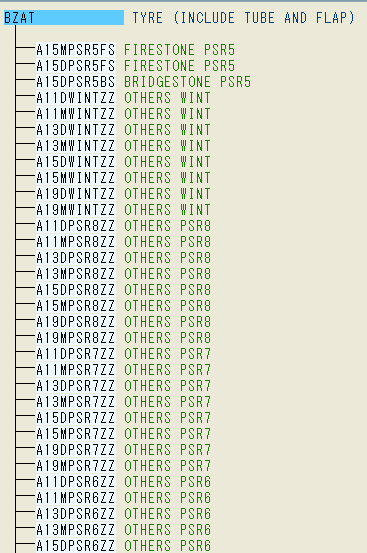 BZAT TYRE (INCLUDE TUBE AND FLAP)
A15MPSR5FS FIRESTONE PSR5
A15DPSR5FS FIRESTONE PSR5
A15DPSR5BS BRIDGESTONE PSR5
A11DWINTZZ OTHERS WINT
A11MWINTZZ OTHERS WINT
A13DWINTZZ OTHERS WINT
A13MWINTZZ OTHERS WINT
A15DWINTZZ OTHERS WINT
A15MWINTZZ OTHERS WINT
A19DWINTZZ OTHERS WINT
A19MWINTZZ OTHERS WINT
A11DPSR8ZZ OTHERS PSR8
A11MPSR8ZZ OTHERS PSR8
A13DPSR8ZZ OTHERS PSR8
A13MPSR8ZZ OTHERS PSR8
A15DPSR8ZZ OTHERS PSR8
A15MPSR8ZZ OTHERS PSR8
A19DPSR8ZZ OTHERS PSR8
A19MPSR8ZZ OTHERS PSR8
A11DPSR7ZZ OTHERS PSR7
A11MPSR7ZZ OTHERS PSR7
A13DPSR7ZZ OTHERS PSR7
A13MPSR7ZZ OTHERS PSR7
A15DPSR7ZZ OTHERS PSR7
A15MPSR7ZZ OTHERS PSR7
A19DPSR7ZZ OTHERS PSR7
A19MPSR7ZZ OTHERS PSR7
A11DPSR6ZZ OTHERS PSR6
A11MPSR6ZZ OTHERS PSR6
A13DPSR6ZZ OTHERS PSR6
A13MPSR6ZZ OTHERS PSR6
A15DPSR6ZZ OTHERS PSR6